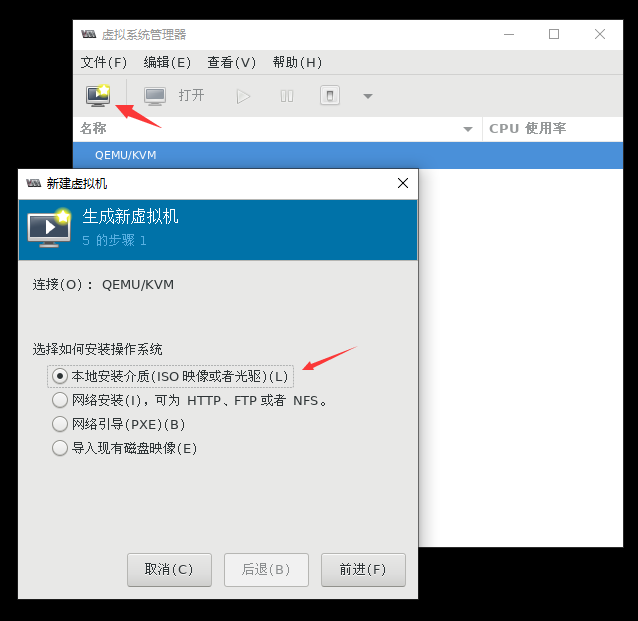 虚拟系统管理器
文件(F) 编辑(E) 查看(V) 帮助(H)
打开
名称 CPU 使用率
QEMU/KVM
新建虚拟机
生成新虚拟机
5 的步骤 1
连接(O) : QEMU/KVM
选择如何安装操作系统
本地安装介质(ISO 映像或者光驱)(L)
网络安装(I)，可为 HTTP、FTP 或者 NFS。
网络引导(PXE)(B)
导入现有磁盘映像(E)
取消(C) 后退(B) 前进(F)